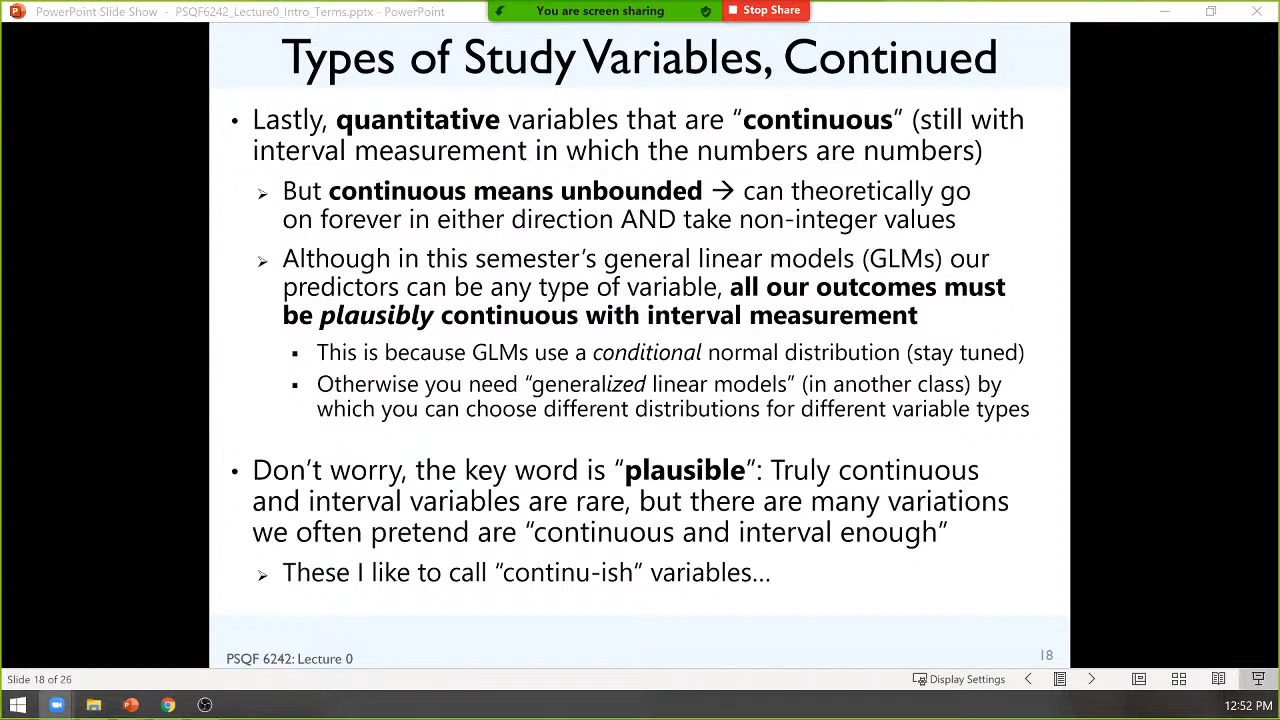 PowerPoint Slide Show - PSQF6242_Lecture0_Intro_Terms.pptx - PowerPoint
You are screen sharing
Stop Share
Types of Study Variables, Continued
• Lastly, quantitative variables that are “continuous” (still with
interval measurement in which the numbers are numbers)
➢ But continuous means unbounded → can theoretically go
on forever in either direction AND take non-integer values
➢ Although in this semester’s general linear models (GLMs) our
predictors can be any type of variable, all our outcomes must
be plausibly continuous with interval measurement
▪ This is because GLMs use a conditional normal distribution (stay tuned)
▪ Otherwise you need “generalized linear models” (in another class) by
which you can choose different distributions for different variable types
• Don’t worry, the key word is “plausible”: Truly continuous
and interval variables are rare, but there are many variations
we often pretend are “continuous and interval enough”
➢ These I like to call “continu-ish” variables…
PSQF 6242: Lecture 0
18
Slide 18 of 26
Display Settings
12:52 PM